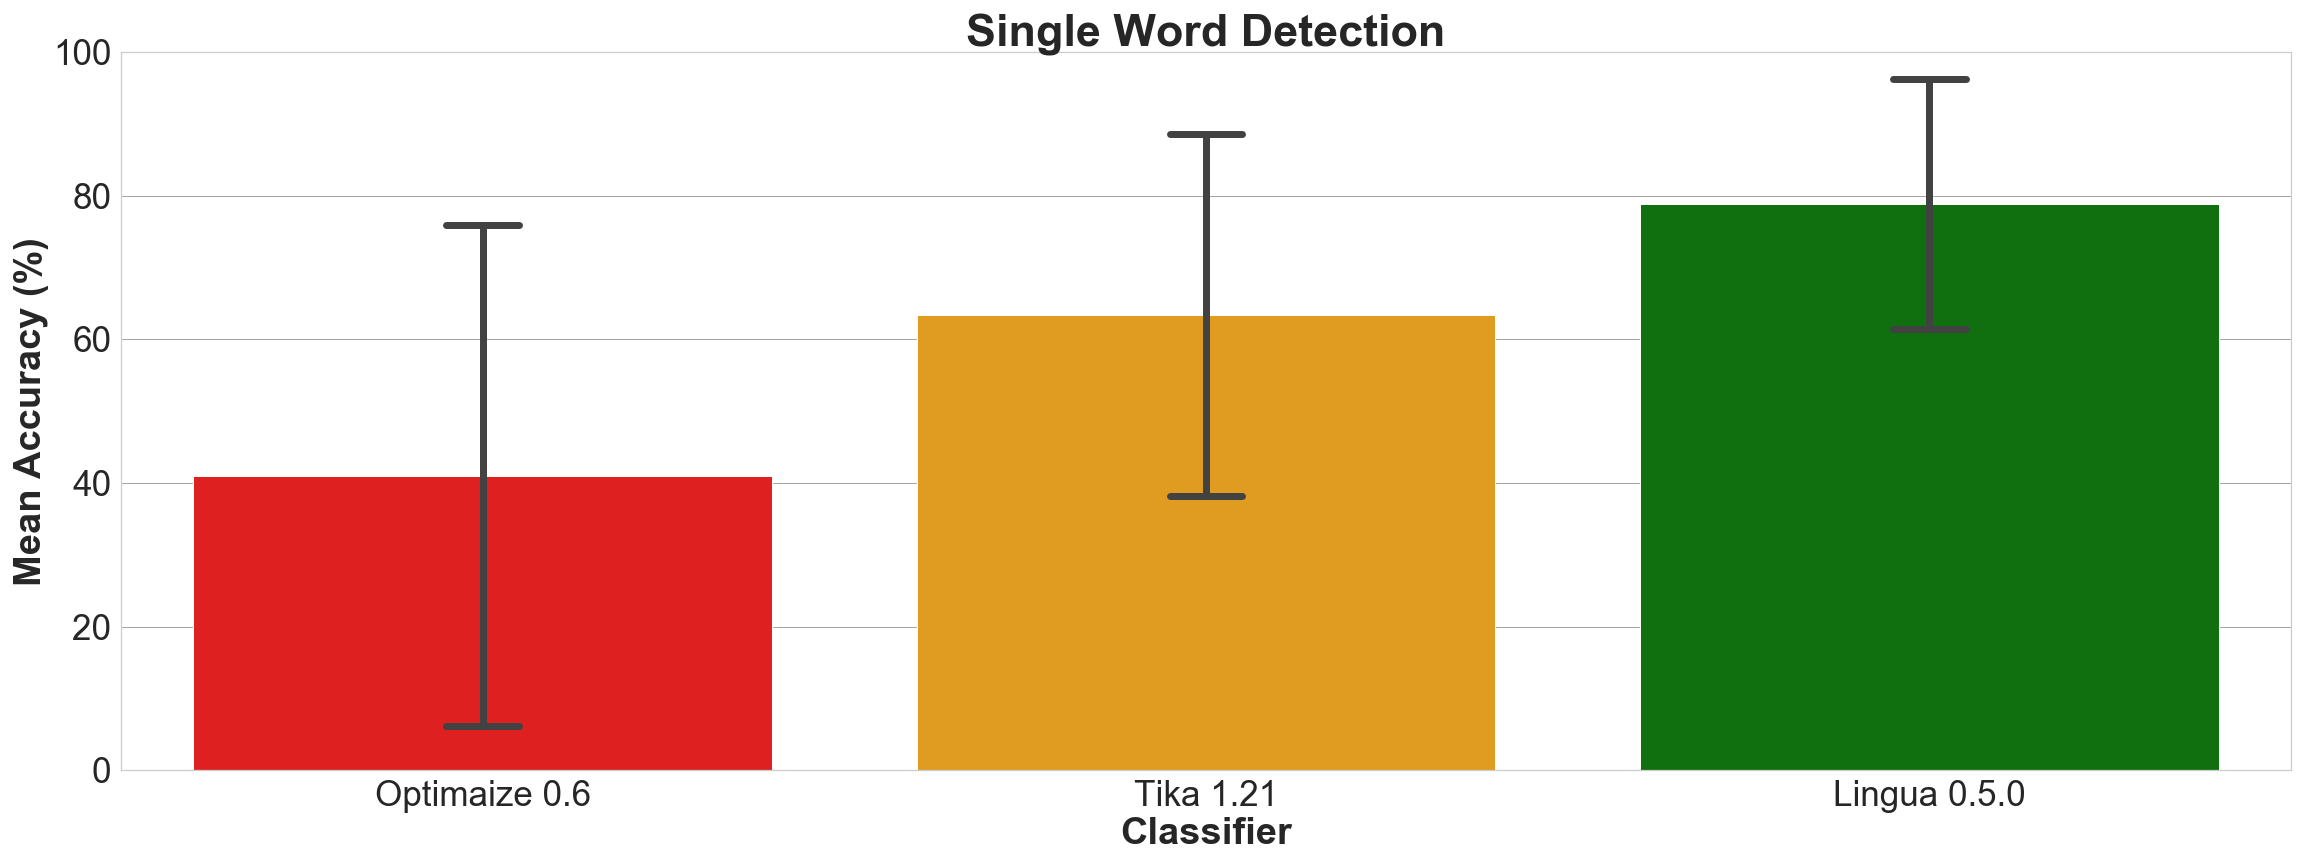 Single Word Detection
Mean Accuracy (%)
100
80
60
40
20
0
Optimaize 0.6
Tika 1.21
Lingua 0.5.0
Classifier